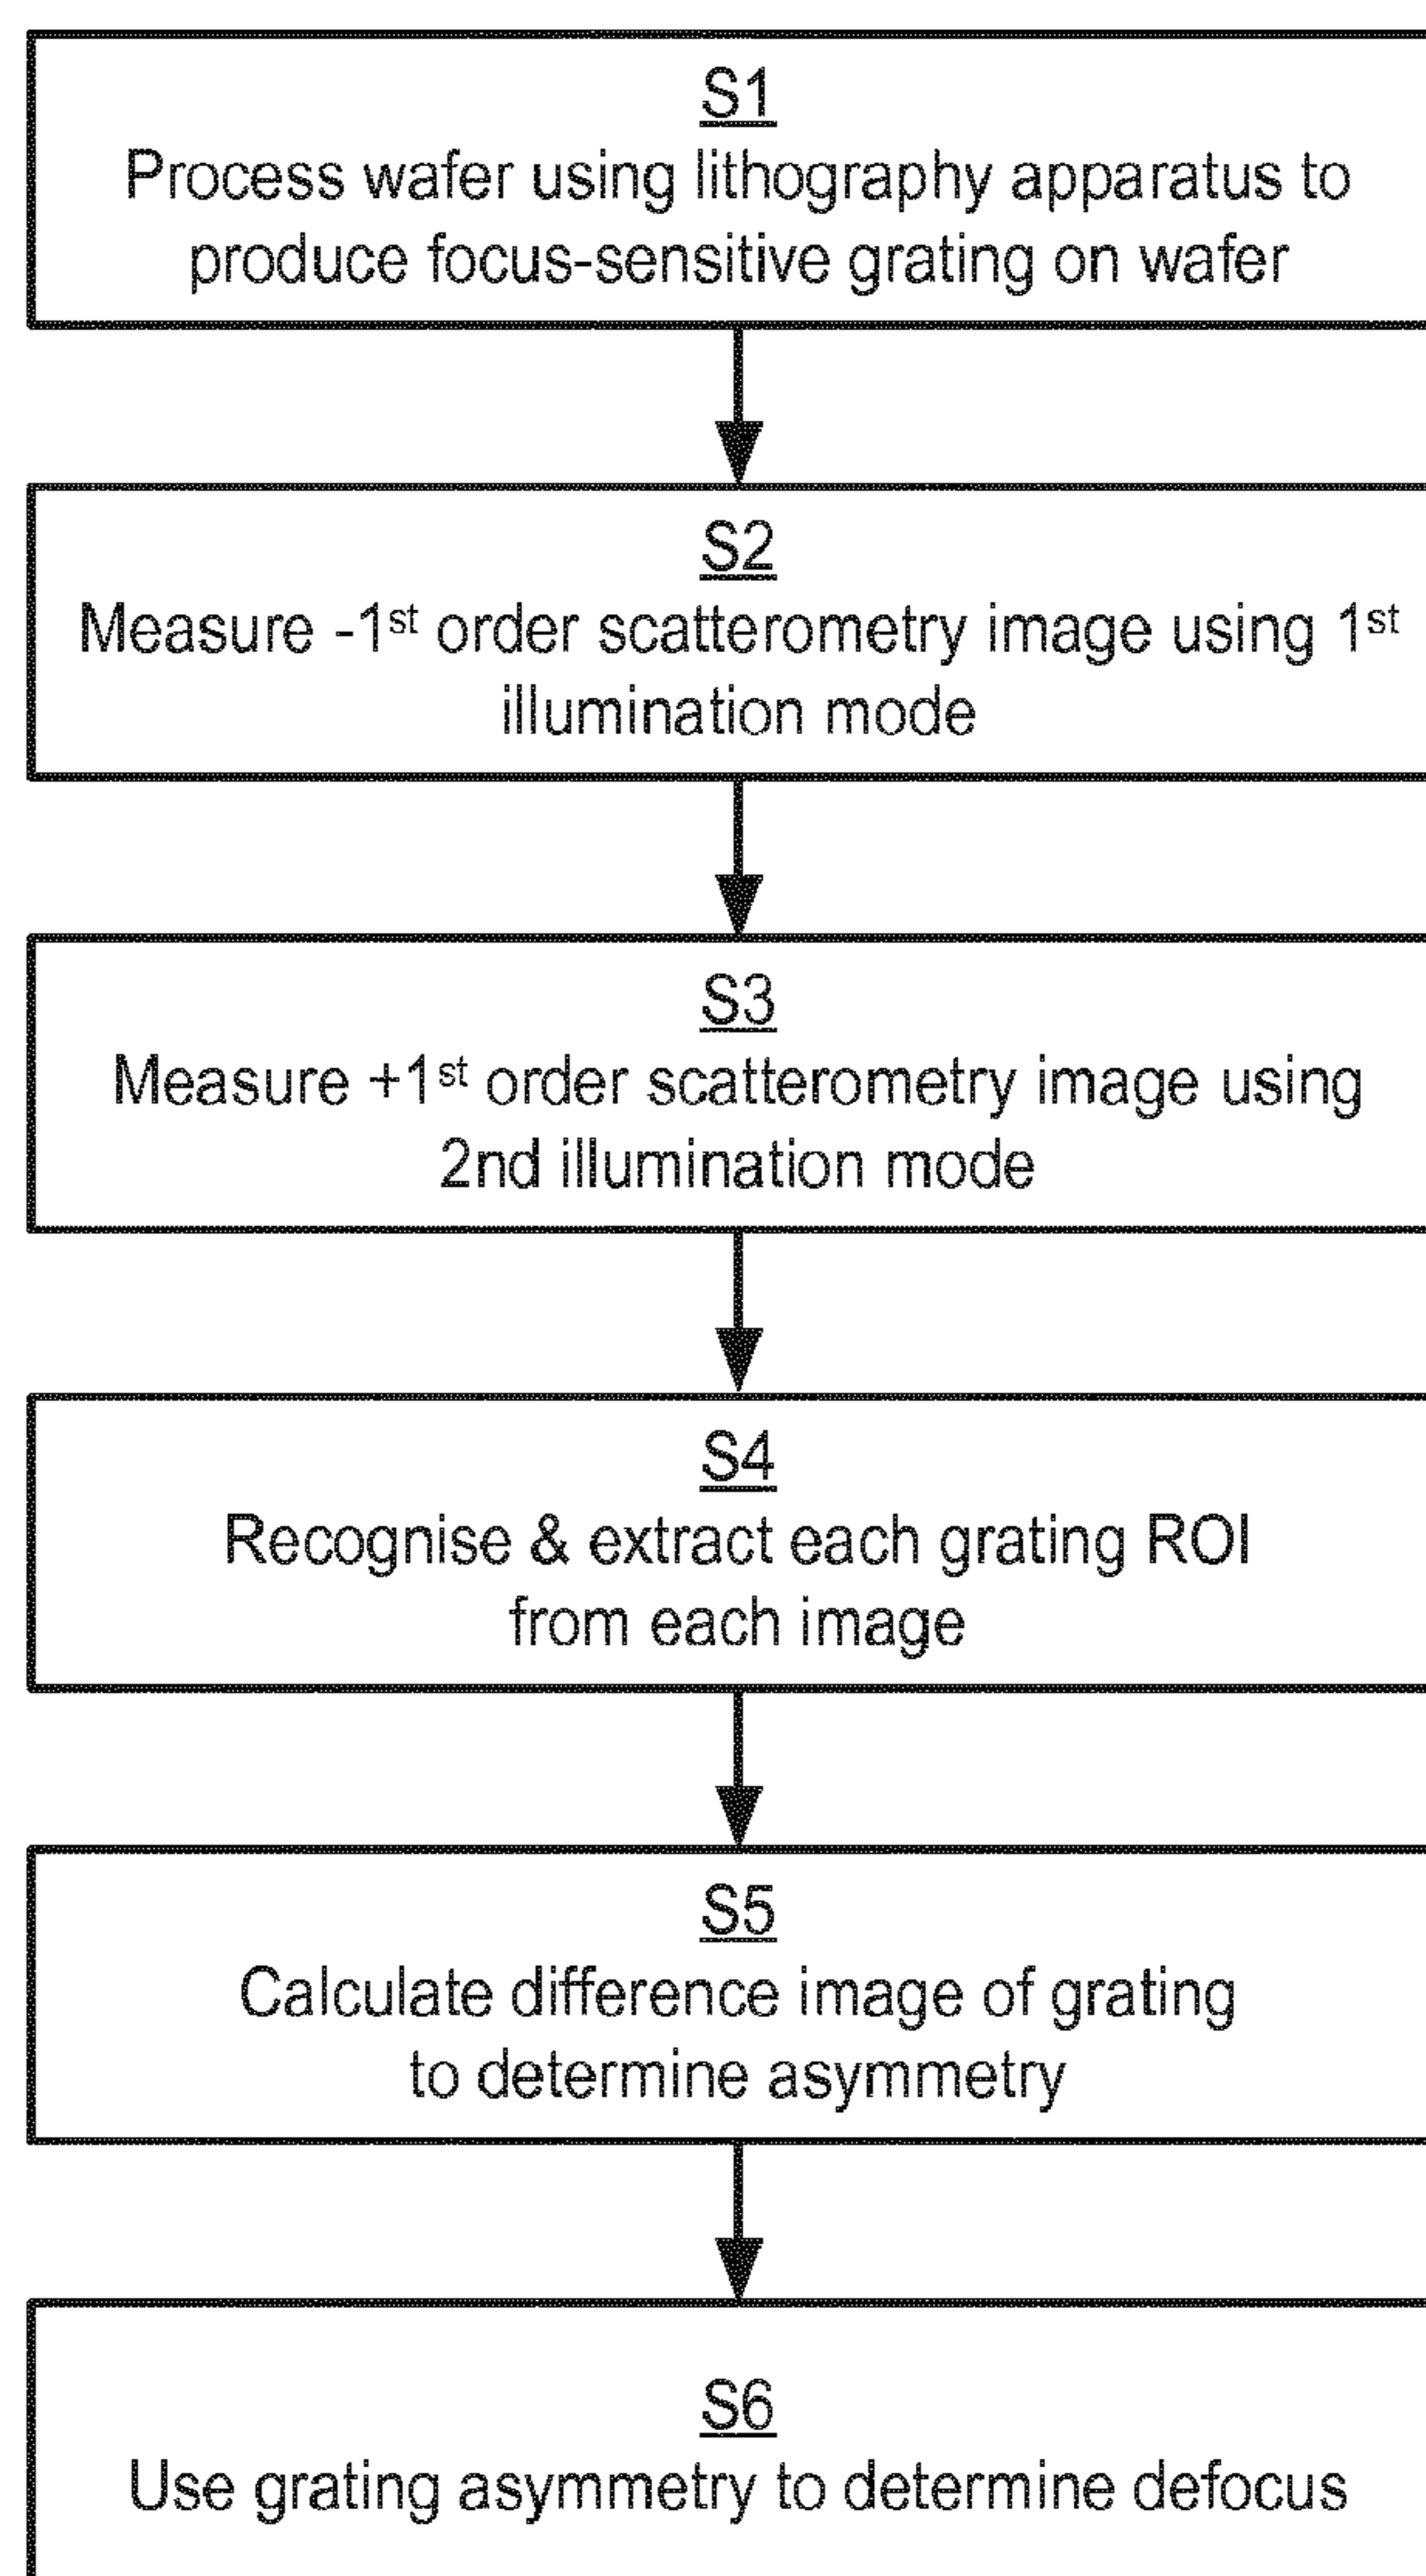 S1
Process wafer using lithography apparatus to
produce focus-sensitive grating on wafer
S2
Measure -1st order scatterometry image using 1st
illumination mode
S3
Measure +1st order scatterometry image using
2nd illumination mode
S4
Recognise & extract each grating ROI
from each image
S5
Calculate difference image of grating
to determine asymmetry
S6
Use grating asymmetry to determine defocus